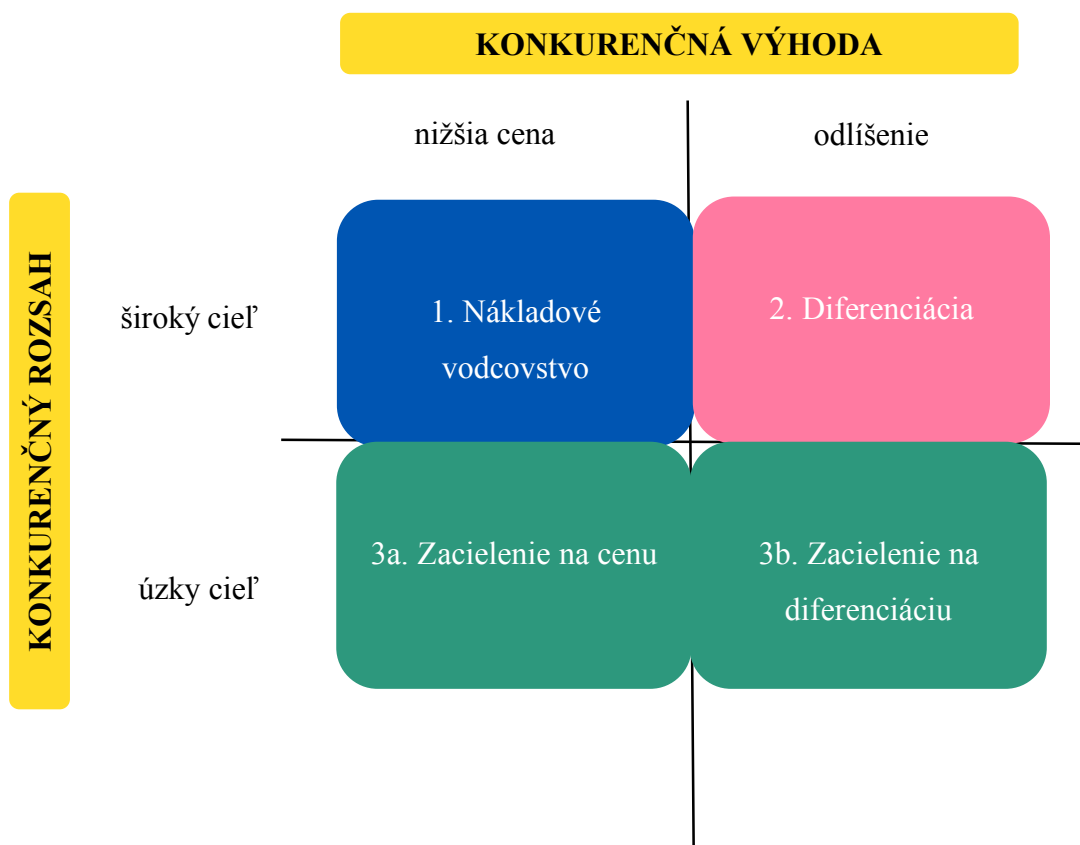 KONKURENČNÁ VÝHODA
nižšia cena
odlíšenie
KONKURENČNÝ ROZSAH
široký cieľ
1. Nákladové
vodcovstvo
2. Diferenciácia
úzky cieľ
3a. Zacielenie na cenu
3b. Zacielenie na
diferenciáciu